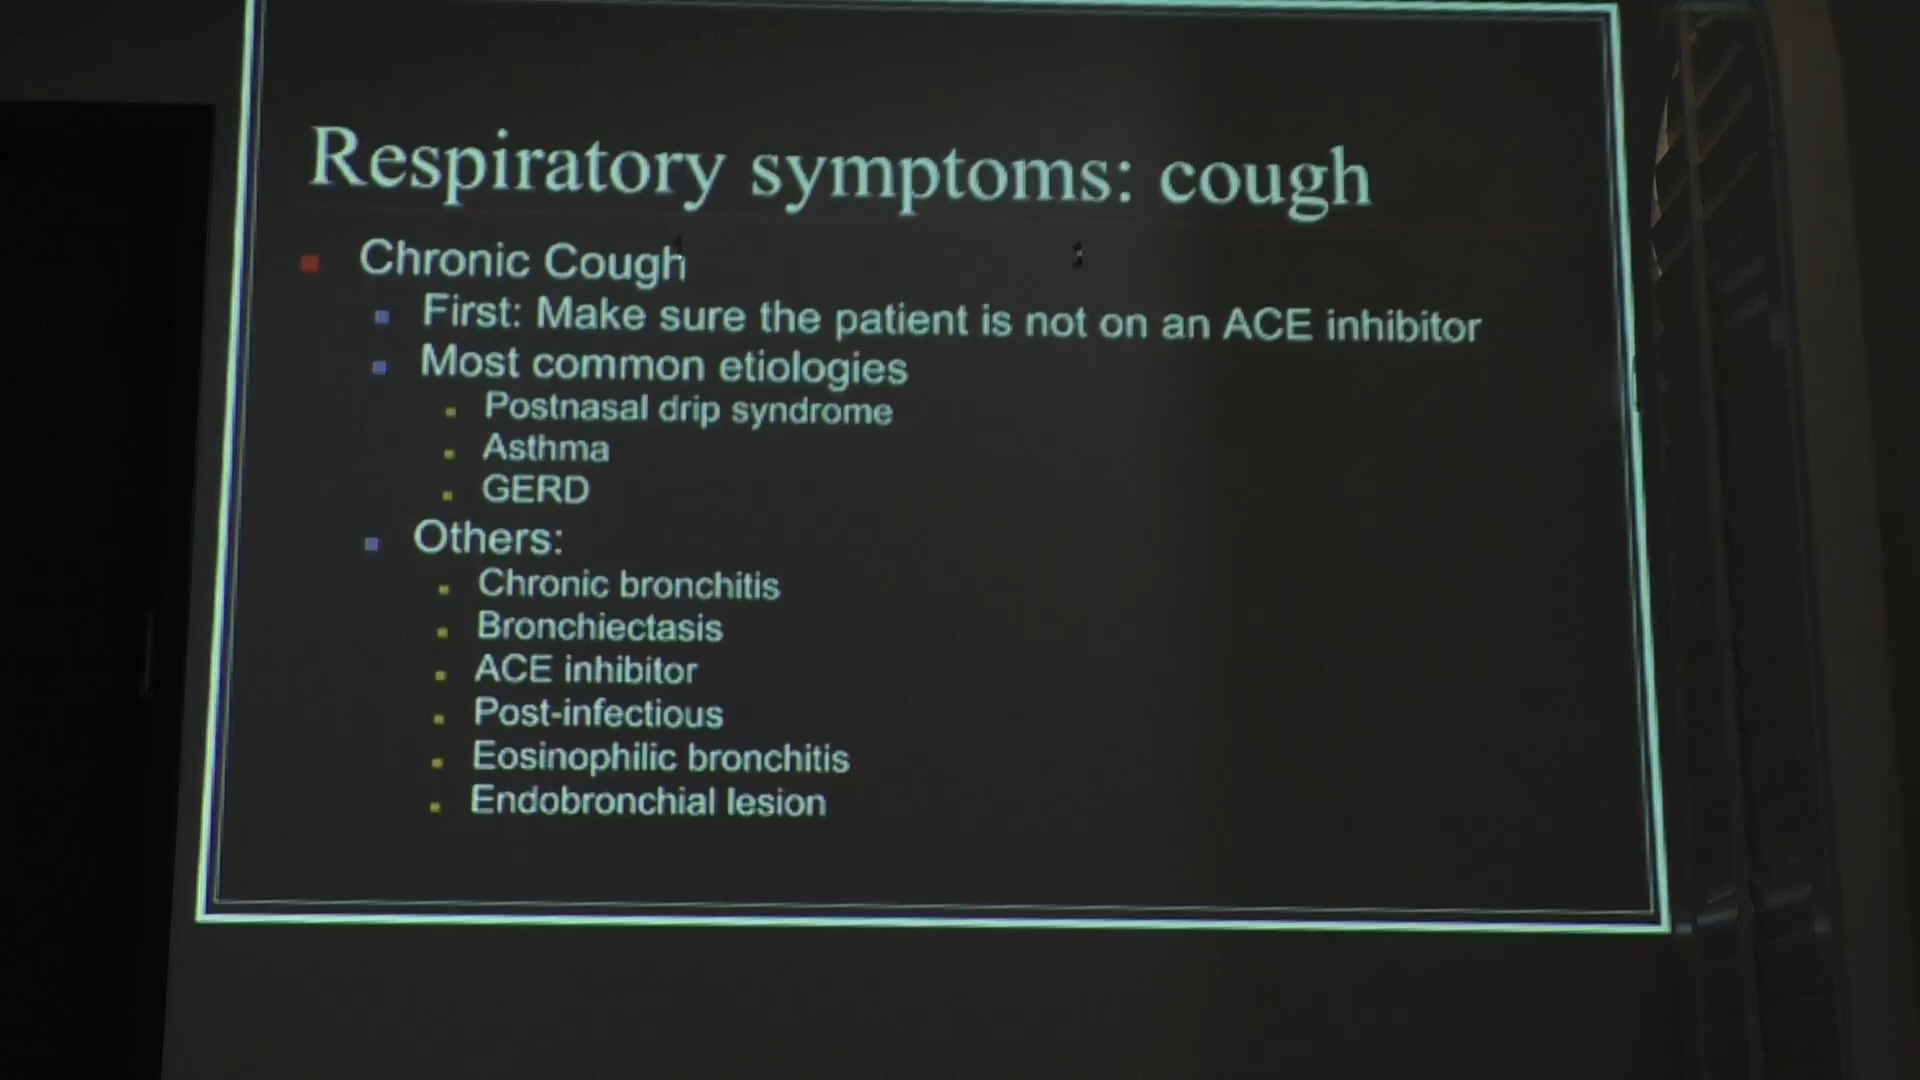 Respiratory symptoms: cough
Chronic Cough
First: Make sure the patient is not on an ACE inhibitor
Most common etiologies
Postnasal drip syndrome
Asthma
GERD
Others:
Chronic bronchitis
Bronchiectasis
ACE inhibitor
Post-infectious
Eosinophilic bronchitis
Endobronchial lesion